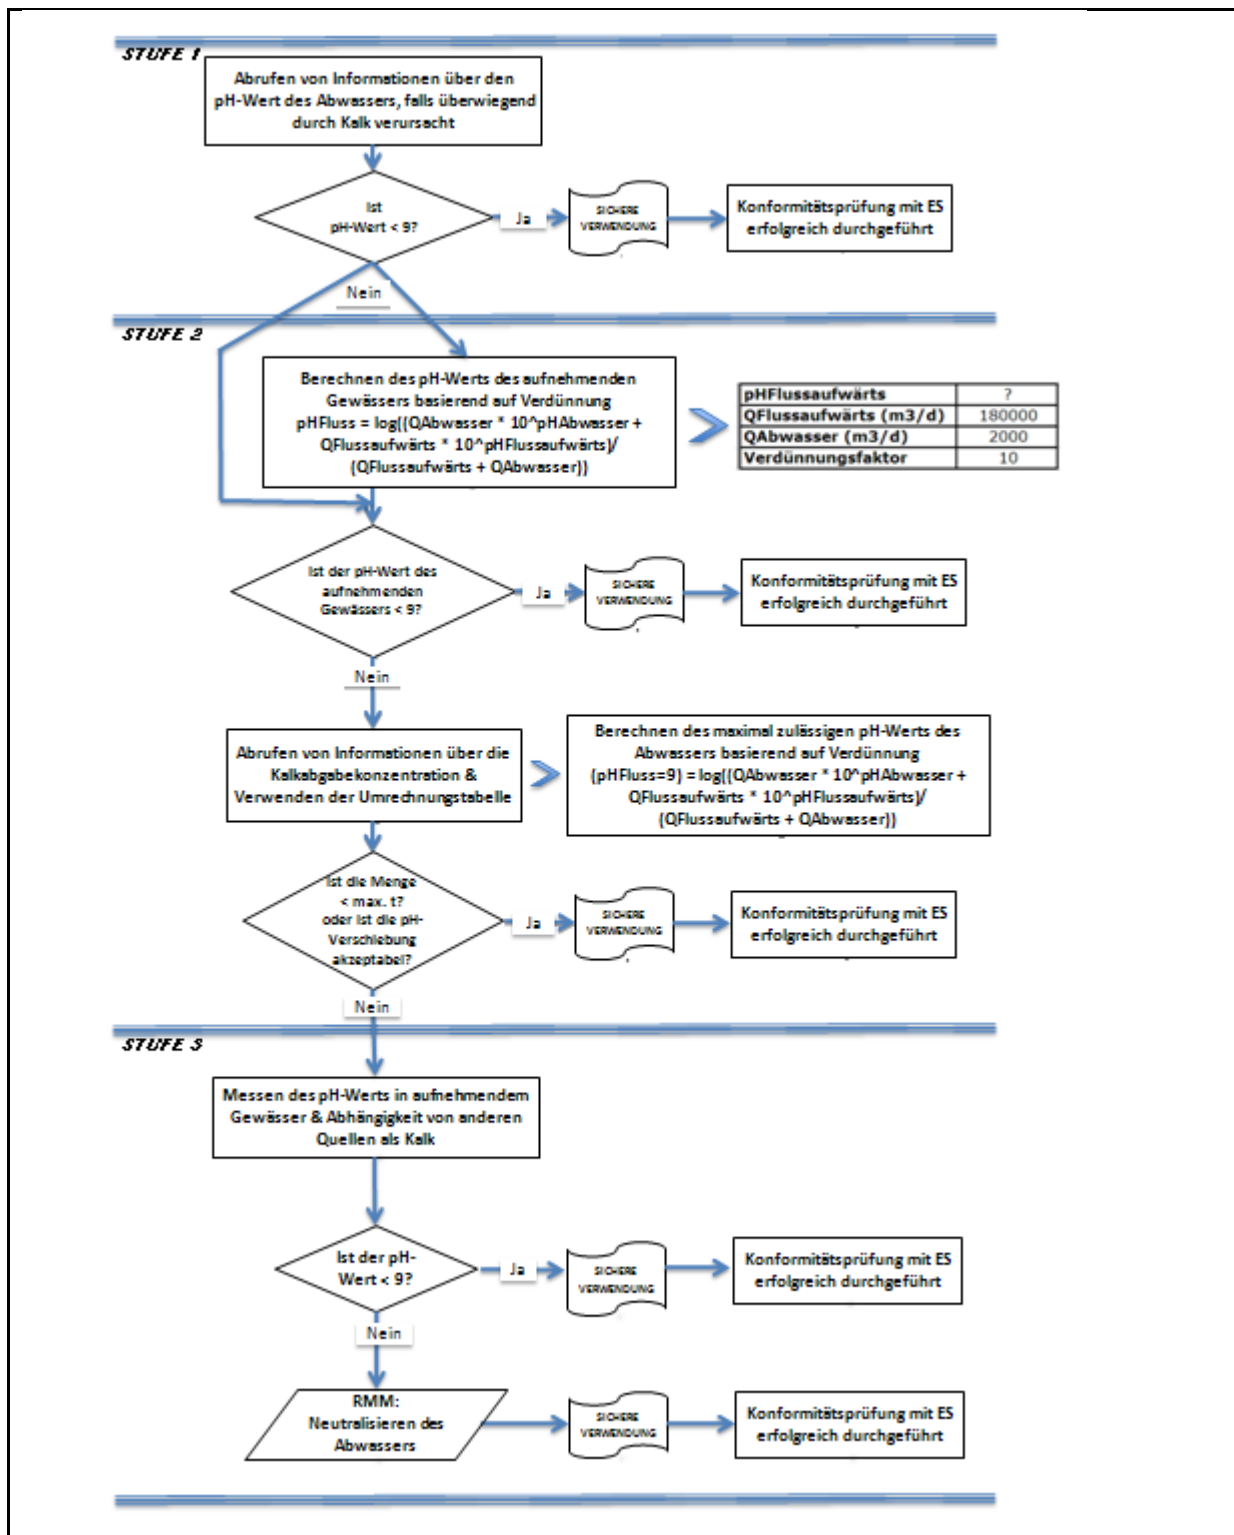 STUFE 1
Abrufen von Informationen über den
pH-Wert des Abwassers, falls überwiegend
durch Kalk verursacht
Ist
pH-Wert < 9?
Ja
SICHERE
VERWENDUNG
Konformitätsprüfung mit ES
erfolgreich durchgeführt
Nein
STUFE 2
Berechnen des pH-Werts des aufnehmenden
Gewässers basierend auf Verdünnung
pHFluss = log((QAbwasser * 10^pHAbwasser +
QFlussaufwärts * 10^pHFlussaufwärts)/
(QFlussaufwärts + QAbwasser))
pHFlussaufwärts ?
QFlussaufwärts (m3/d) 180000
QAbwasser (m3/d) 2000
Verdünnungsfaktor 10
Ist der pH-Wert des
aufnehmenden
Gewässers < 9?
Ja
SICHERE
VERWENDUNG
Konformitätsprüfung mit ES
erfolgreich durchgeführt
Nein
Abrufen von Informationen über die
Kalkabgabekonzentration &
Verwenden der Umrechnungstabelle
Berechnen des maximal zulässigen pH-Werts des
Abwassers basierend auf Verdünnung
(pHFluss=9) = log((QAbwasser * 10^pHAbwasser +
QFlussaufwärts * 10^pHFlussaufwärts)/
(QFlussaufwärts + QAbwasser))
Ist die Menge
< max. t?
oder ist die pH-
Verschiebung
akzeptabel?
Ja
SICHERE
VERWENDUNG
Konformitätsprüfung mit ES
erfolgreich durchgeführt
Nein
STUFE 3
Messen des pH-Werts in aufnehmendem
Gewässer & Abhängigkeit von anderen
Quellen als Kalk
Ist der pH-
Wert < 9?
Ja
SICHERE
VERWENDUNG
Konformitätsprüfung mit ES
erfolgreich durchgeführt
Nein
RMM:
Neutralisieren des
Abwassers
SICHERE
VERWENDUNG
Konformitätsprüfung mit ES
erfolgreich durchgeführt